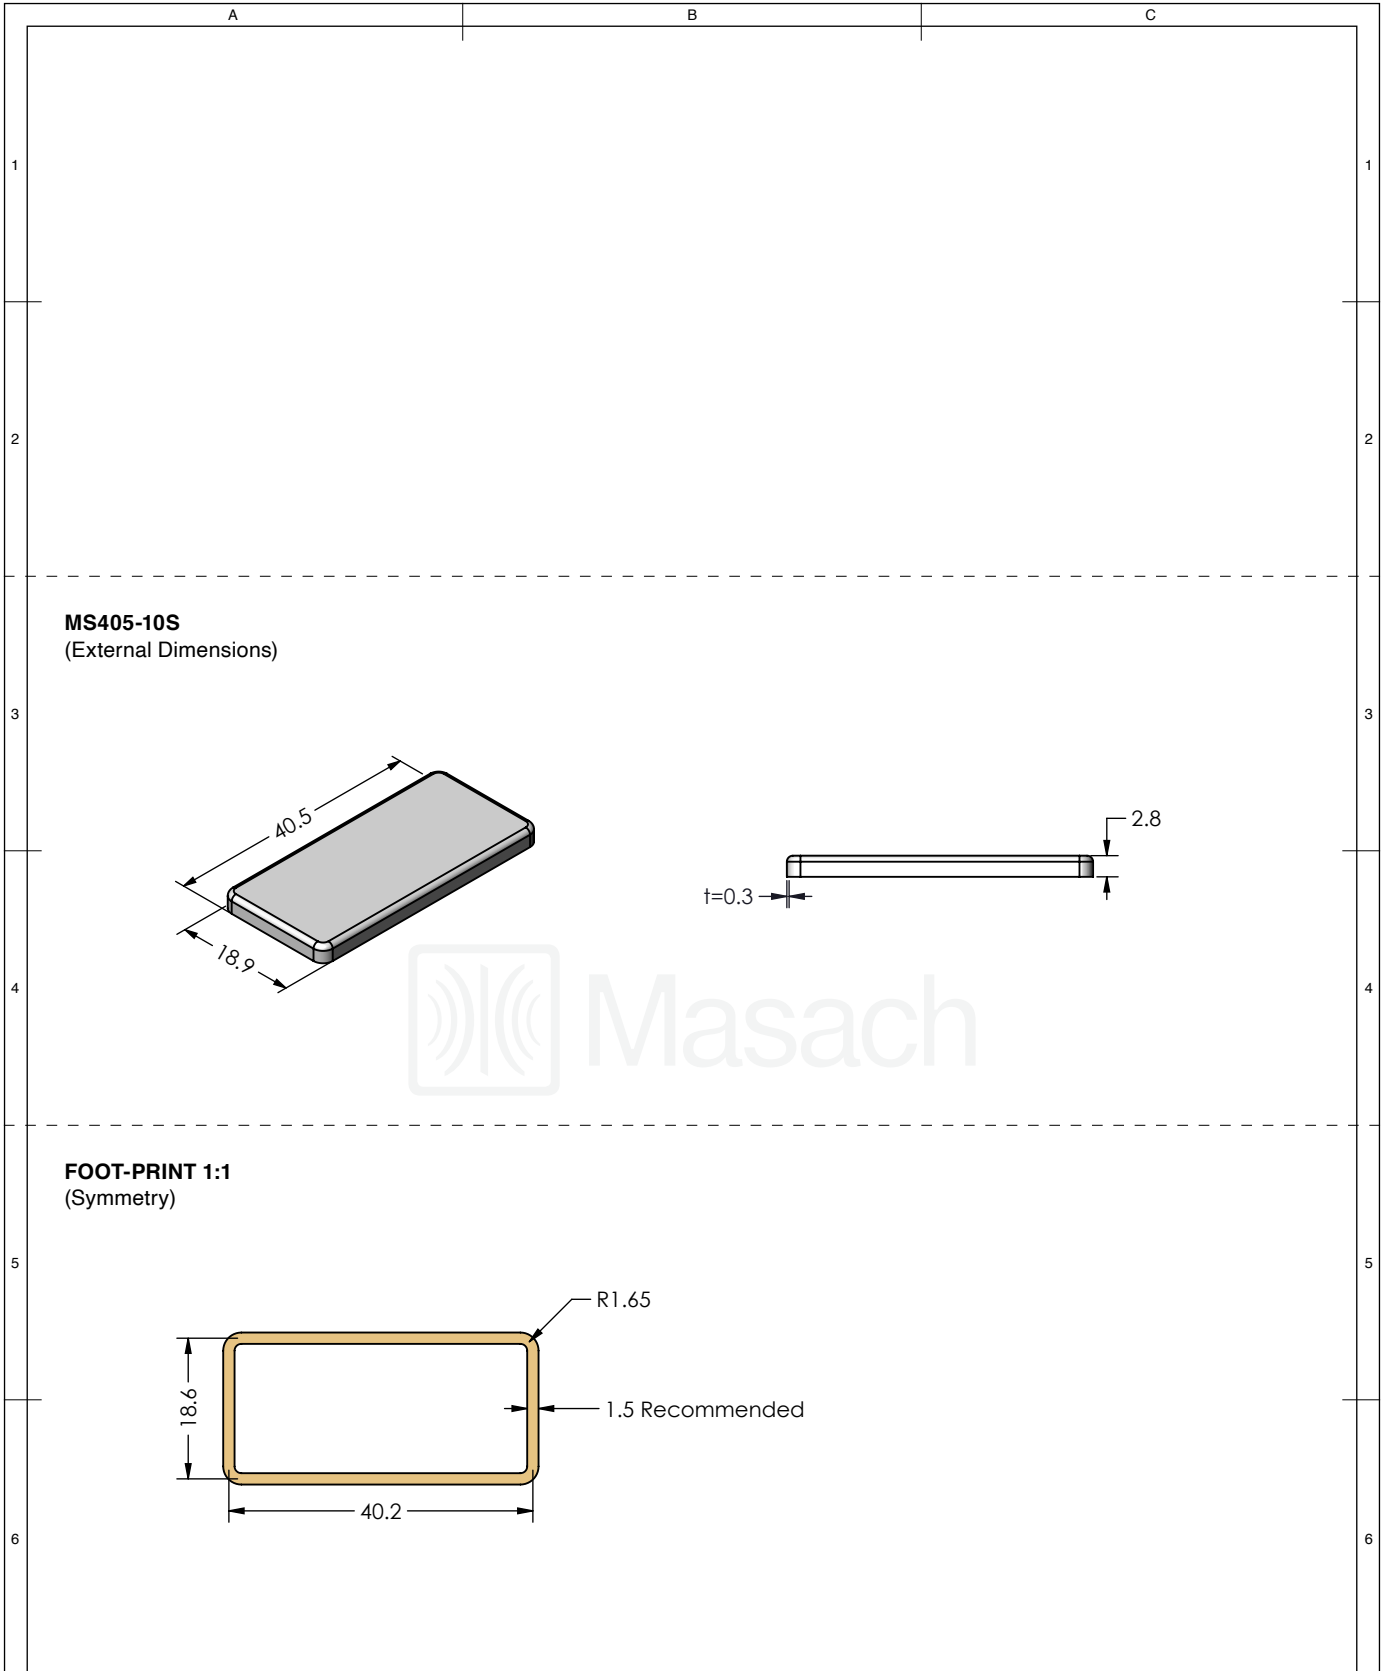 A B C
1 1
2 2
MS405-10S
(External Dimensions)
3 3
40.5
2.8
t=0.3
18.9
4 4
Masach
FOOT-PRINT 1:1
(Symmetry)
5 5
R1.65
18.6
1.5 Recommended
40.2
6 6